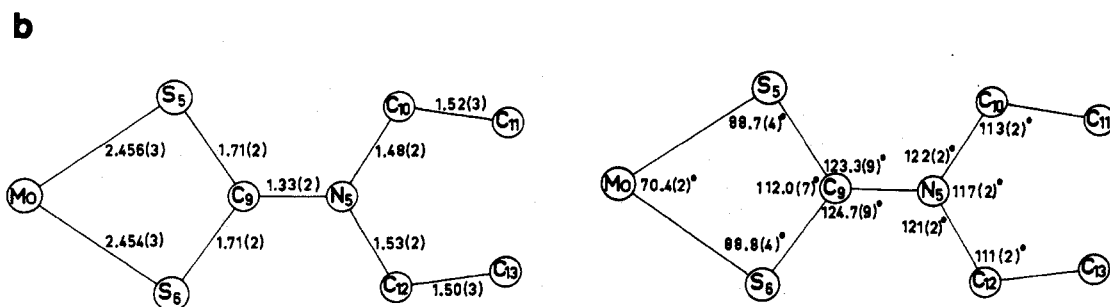 b
S5
C10
1.52(3)
C11
2.456(3)
1.71(2)
1.48(2)
Mo
C9
1.33(2)
N5
2.454(3)
1.71(2)
1.53(2)
S6
C12
1.50(3)
C13
S5
C10
C11
88.7(4)°
113(2)°
123.3(9)°
122(2)°
Mo
70.4(2)°
112.0(7)°
C9
N5
117(2)°
124.7(9)°
121(2)°
88.8(4)°
111(2)°
S6
C12
C13